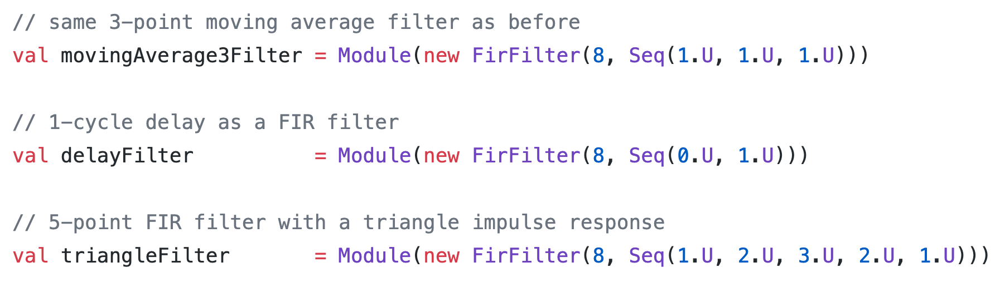 // same 3-point moving average filter as before
val movingAverage3Filter = Module(new FirFilter(8, Seq(1.U, 1.U, 1.U)))
// 1-cycle delay as a FIR filter
val delayFilter          = Module(new FirFilter(8, Seq(0.U, 1.U)))
// 5-point FIR filter with a triangle impulse response
val triangleFilter       = Module(new FirFilter(8, Seq(1.U, 2.U, 3.U, 2.U, 1.U)))